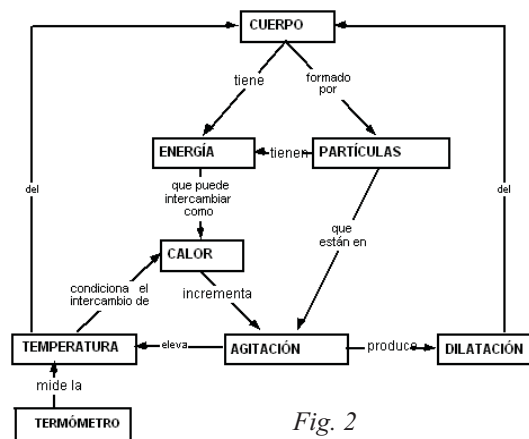 CUERPO
tiene
formado
por
ENERGÍA
tienen
PARTÍCULAS
del
que puede
intercambiar
como
del
que
están en
CALOR
condiciona el
intercambio de
incrementa
TEMPERATURA
eleva
AGITACIÓN
produce
DILATACIÓN
mide la
TERMÓMETRO
Fig. 2